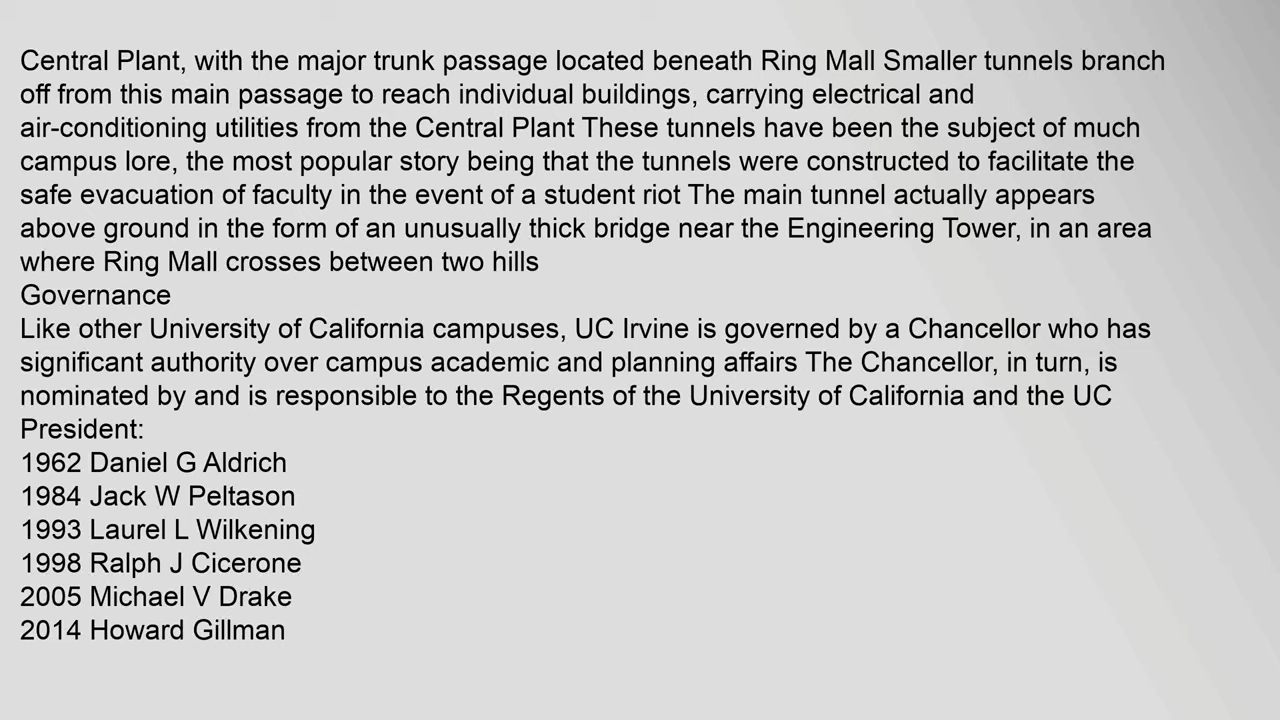 Central Plant, with the major trunk passage located beneath Ring Mall Smaller tunnels branch
off from this main passage to reach individual buildings, carrying electrical and
air-conditioning utilities from the Central Plant These tunnels have been the subject of much
campus lore, the most popular story being that the tunnels were constructed to facilitate the
safe evacuation of faculty in the event of a student riot The main tunnel actually appears
above ground in the form of an unusually thick bridge near the Engineering Tower, in an area
where Ring Mall crosses between two hills
Governance
Like other University of California campuses, UC Irvine is governed by a Chancellor who has
significant authority over campus academic and planning affairs The Chancellor, in turn, is
nominated by and is responsible to the Regents of the University of California and the UC
President:
1962 Daniel G Aldrich
1984 Jack W Peltason
1993 Laurel L Wilkening
1998 Ralph J Cicerone
2005 Michael V Drake
2014 Howard Gillman